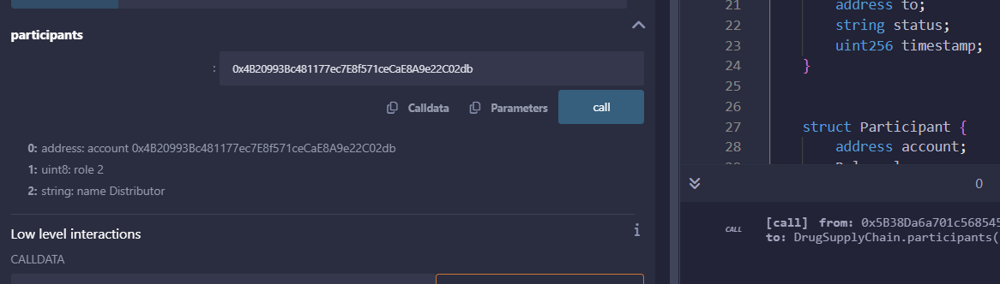 participants
: 0x4B20993Bc481177ec7E8f571ceCaE8A9e22C02db
Calldata Parameters call
0: address: account 0x4B20993Bc481177ec7E8f571ceCaE8A9e22C02db
1: uint8: role 2
2: string: name Distributor
Low level interactions
i
CALLDATA
21 address to;
22 string status;
23 uint256 timestamp;
24 }
25
26
27 struct Participant {
28 address account;
0
CALL [call] from: 0x5B38Da6a701c568545
to: DrugSupplyChain.participants(